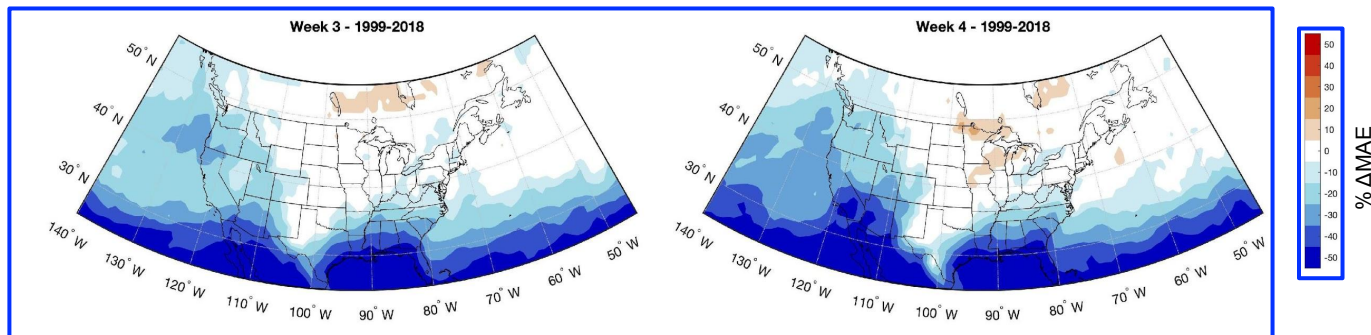 Week 3 - 1999-2018
50° N
40° N
30° N
140° W
130° W
120° W
110° W
100° W
90° W
80° W
70° W
60° W
50° W
Week 4 - 1999-2018
50° N
40° N
30° N
140° W
130° W
120° W
110° W
100° W
90° W
80° W
70° W
60° W
50° W
50
40
30
20
10
0
-10
-20
-30
-40
-50
% ΔMAE